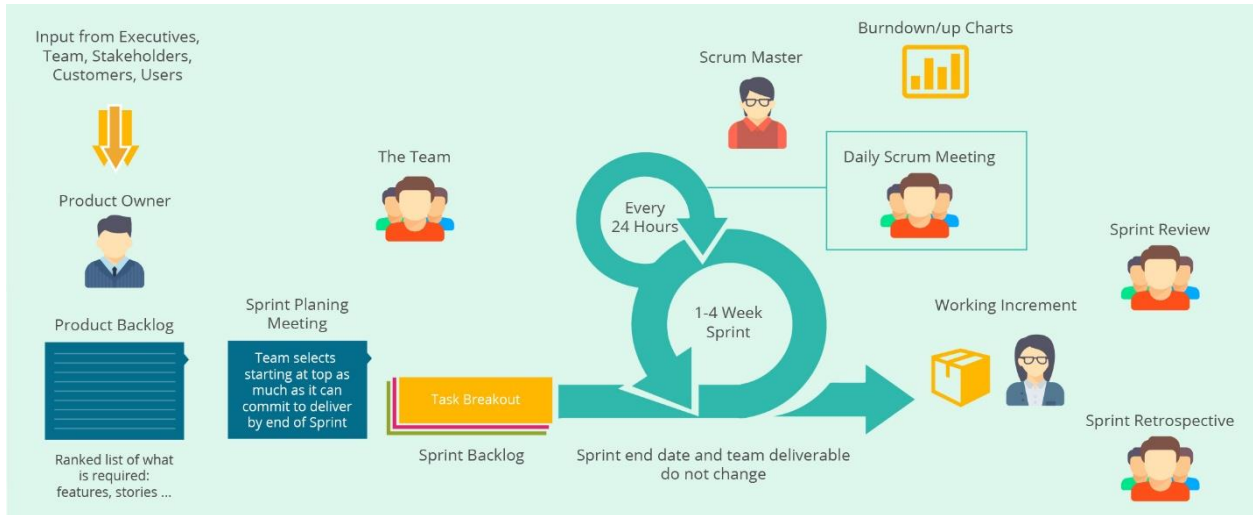 Input from Executives,
Team, Stakeholders,
Customers, Users
Product Owner
Product Backlog
Ranked list of what
is required:
features, stories ...
Sprint Planing
Meeting
Team selects
starting at top as
much as it can
commit to deliver
by end of Sprint
The Team
Task Breakout
Sprint Backlog
Every
24 Hours
1-4 Week
Sprint
Sprint end date and team deliverable
do not change
Scrum Master
Burndown/up Charts
Daily Scrum Meeting
Working Increment
Sprint Review
Sprint Retrospective